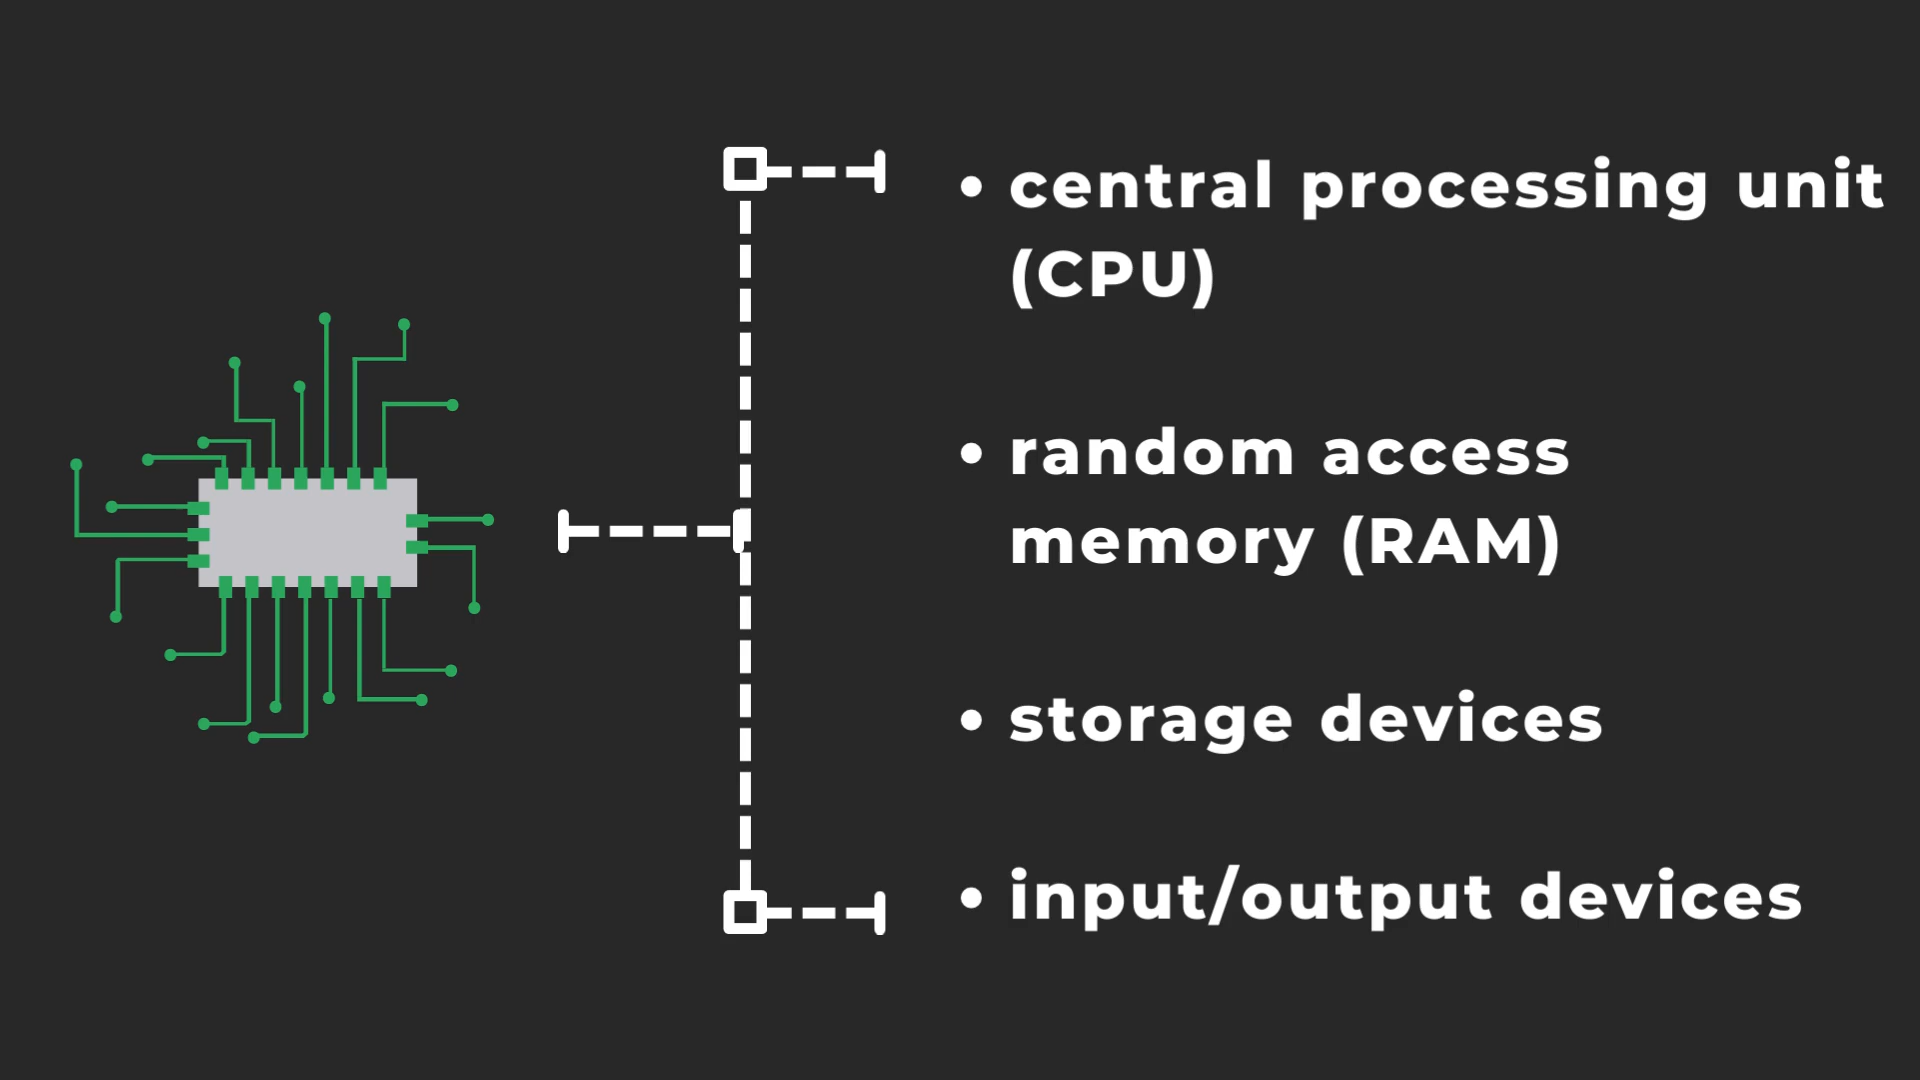 • central processing unit
(CPU)
• random access
memory (RAM)
• storage devices
• input/output devices